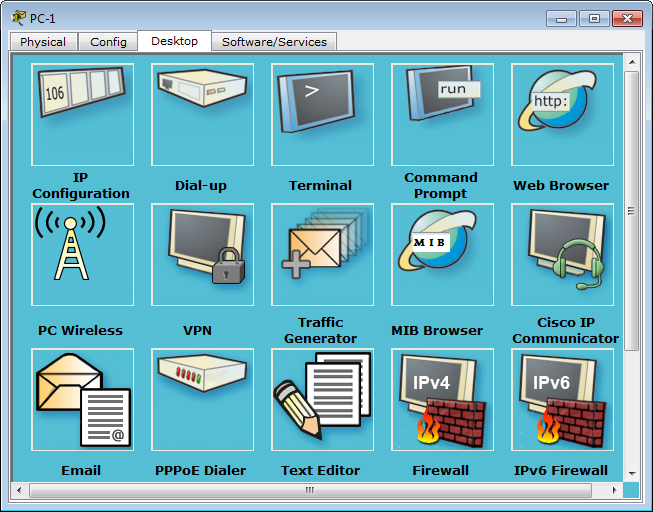 PC-1
Physical Config Desktop Software/Services
106
>
run
http:
IP
Configuration
Dial-up
Terminal
Command
Prompt
Web Browser
MIB
PC Wireless
VPN
Traffic
Generator
MIB Browser
Cisco IP
Communicator
@
IPv4
IPv6
Email
PPPoE Dialer
Text Editor
Firewall
IPv6 Firewall